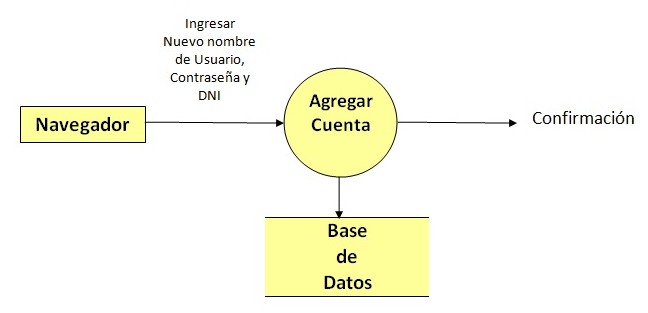 Ingresar
Nuevo nombre
de Usuario,
Contraseña y
DNI
Navegador
Agregar
Cuenta
Confirmación
Base
de
Datos